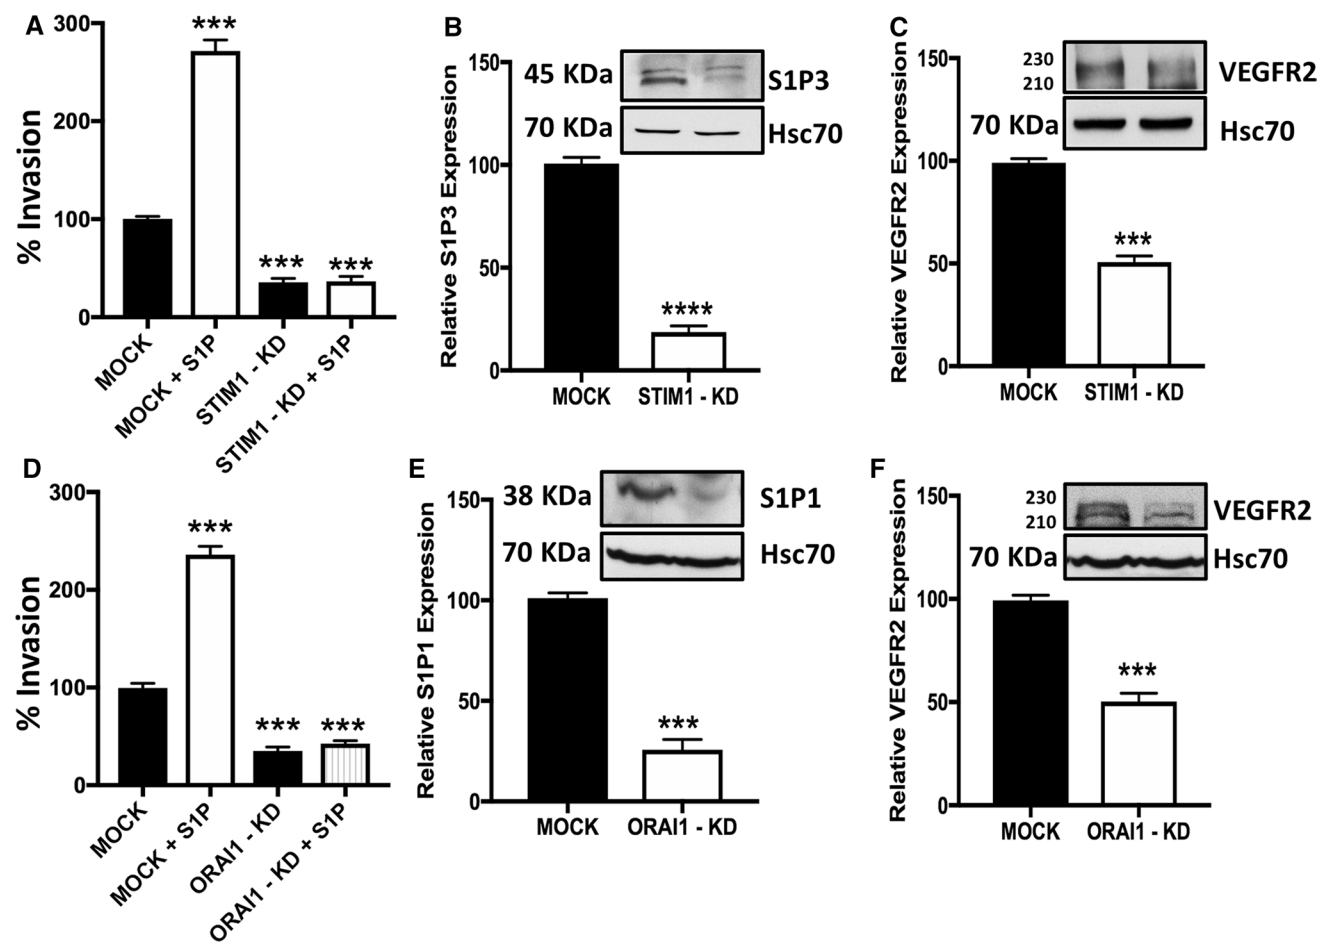 A
% Invasion
300
200
100
0
***
***
***
MOCK
MOCK + S1P
STIM1 - KD
STIM1 - KD + S1P
B
Relative S1P3 Expression
150
100
50
0
45 KDa
S1P3
70 KDa
Hsc70
****
MOCK
STIM1 - KD
C
Relative VEGFR2 Expression
150
100
50
0
230
210
VEGFR2
70 KDa
Hsc70
***
MOCK
STIM1 - KD
D
% Invasion
300
200
100
0
***
***
***
MOCK
MOCK + S1P
ORAI1 - KD
ORAI1 - KD + S1P
E
Relative S1P1 Expression
150
100
50
0
38 KDa
S1P1
70 KDa
Hsc70
***
MOCK
ORAI1 - KD
F
Relative VEGFR2 Expression
150
100
50
0
230
210
VEGFR2
70 KDa
Hsc70
***
MOCK
ORAI1 - KD